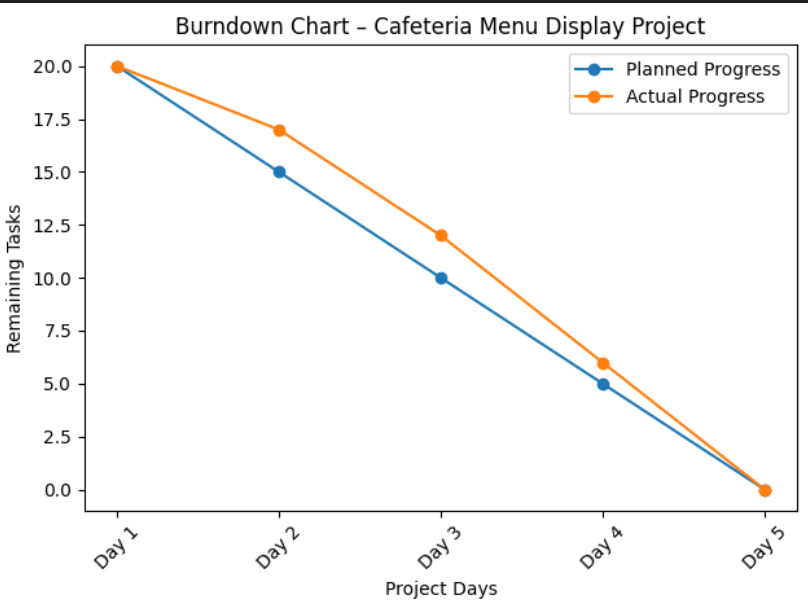 Burndown Chart – Cafeteria Menu Display Project
Planned Progress
Actual Progress
Remaining Tasks
20.0
17.5
15.0
12.5
10.0
7.5
5.0
2.5
0.0
Day 1
Day 2
Day 3
Day 4
Day 5
Project Days